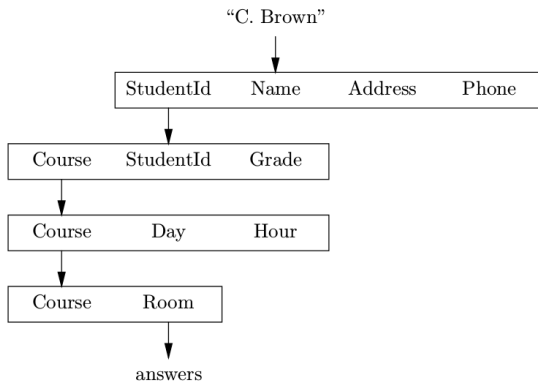 “C. Brown”
StudentId Name Address Phone
Course StudentId Grade
Course Day Hour
Course Room
answers